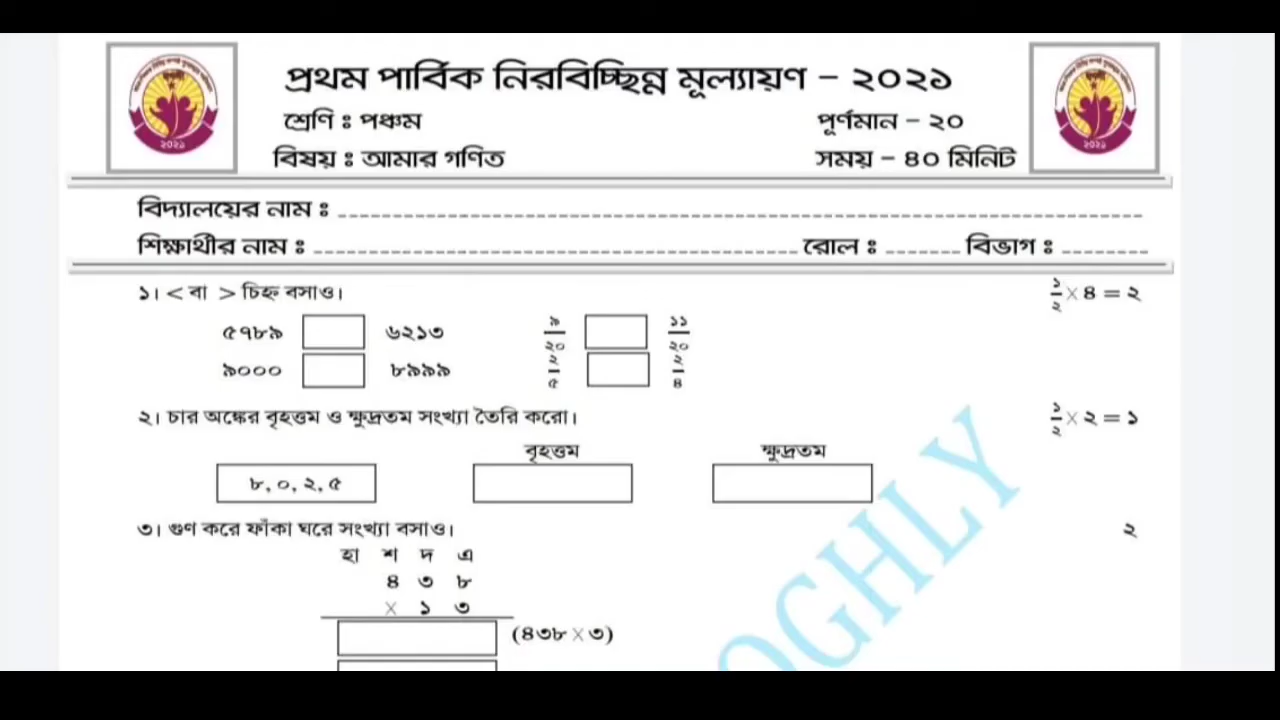 প্রথম পার্বিক নিরবিচ্ছিন্ন মূল্যায়ণ – ২০২১
শ্রেণি ঃ পঞ্চম পূর্ণমান – ২০
বিষয় ঃ আমার গণিত সময় – ৪০ মিনিট
২০২১ ২০২১
বিদ্যালয়ের নাম ঃ
শিক্ষার্থীর নাম ঃ রোল ঃ বিভাগ ঃ
১। < বা > চিহ্ন বসাও। ১/২ × ৪ = ২
৫৭৮৯ ৬২১৩ ৯/২০ ১১/২০
৯০০০ ৮৯৯৯ ২/৫ ২/৪
২। চার অঙ্কের বৃহত্তম ও ক্ষুদ্রতম সংখ্যা তৈরি করো। ১/২ × ২ = ১
বৃহত্তম ক্ষুদ্রতম
৮, ০, ২, ৫
৩। গুণ করে ফাঁকা ঘরে সংখ্যা বসাও। ২
হা শ দ এ
৪ ৩ ৮
× ১ ৩
(৪৩৮ × ৩)
OGHLY